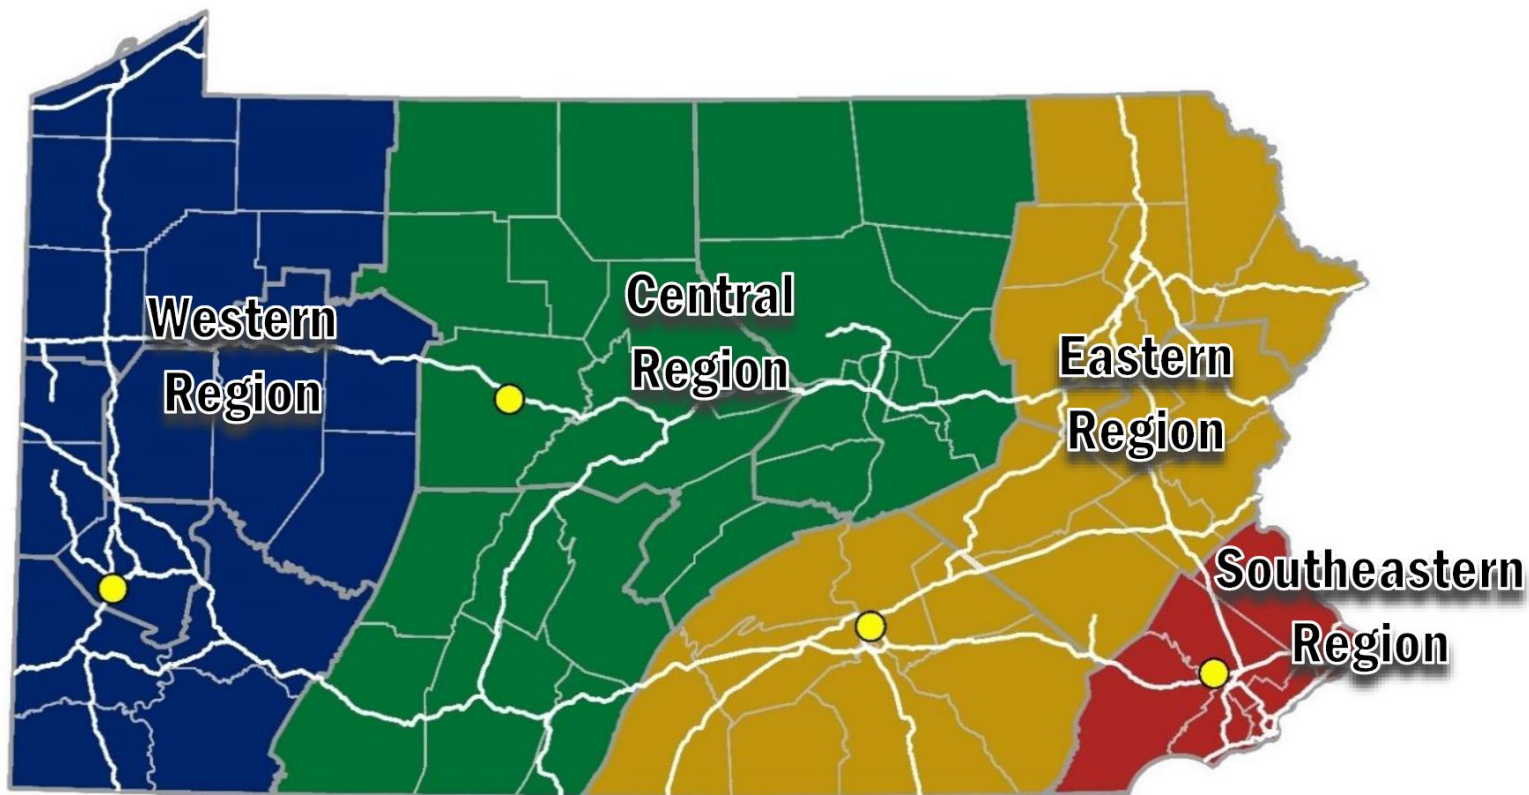 Western
Region
Central
Region
Eastern
Region
Southeastern
Region